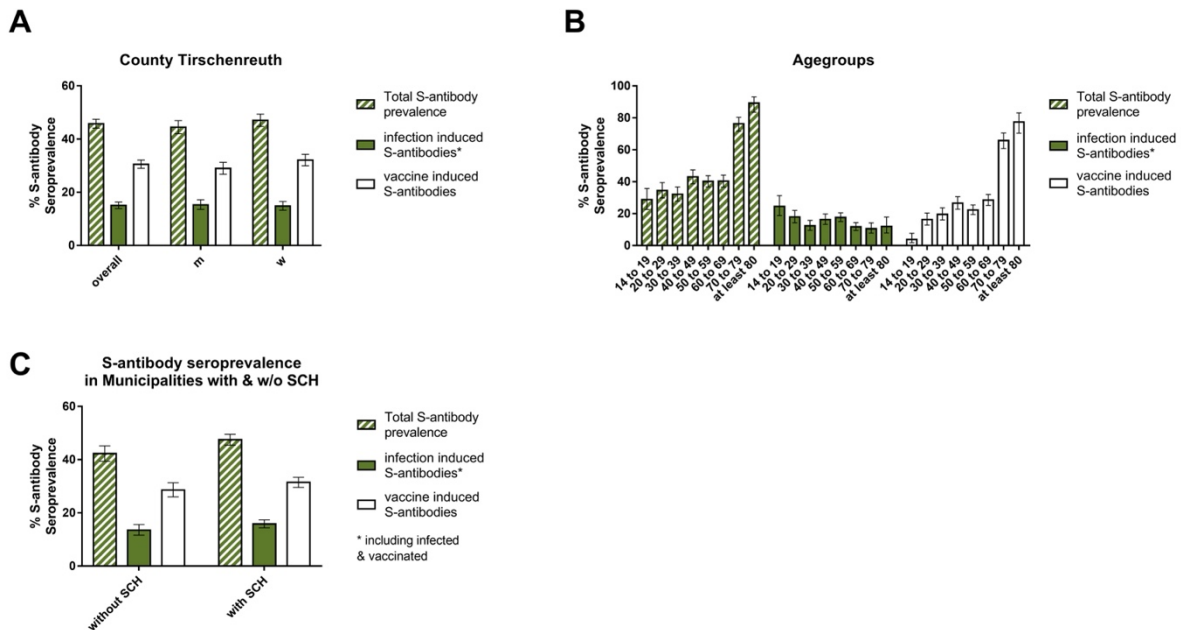 A
County Tirschenreuth
% S-antibody
Seroprevalence
60
40
20
0
overall
m
w
Total S-antibody
prevalence
infection induced
S-antibodies*
vaccine induced
S-antibodies
B
Agegroups
% S-antibody
Seroprevalence
100
80
60
40
20
0
14 to 19
20 to 29
30 to 39
40 to 49
50 to 59
60 to 69
70 to 79
at least 80
14 to 19
20 to 29
30 to 39
40 to 49
50 to 59
60 to 69
70 to 79
at least 80
14 to 19
20 to 29
30 to 39
40 to 49
50 to 59
60 to 69
70 to 79
at least 80
Total S-antibody
prevalence
infection induced
S-antibodies*
vaccine induced
S-antibodies
C
S-antibody seroprevalence
in Municipalities with & w/o SCH
% S-antibody
Seroprevalence
60
40
20
0
without SCH
with SCH
Total S-antibody
prevalence
infection induced
S-antibodies*
vaccine induced
S-antibodies
* including infected
& vaccinated